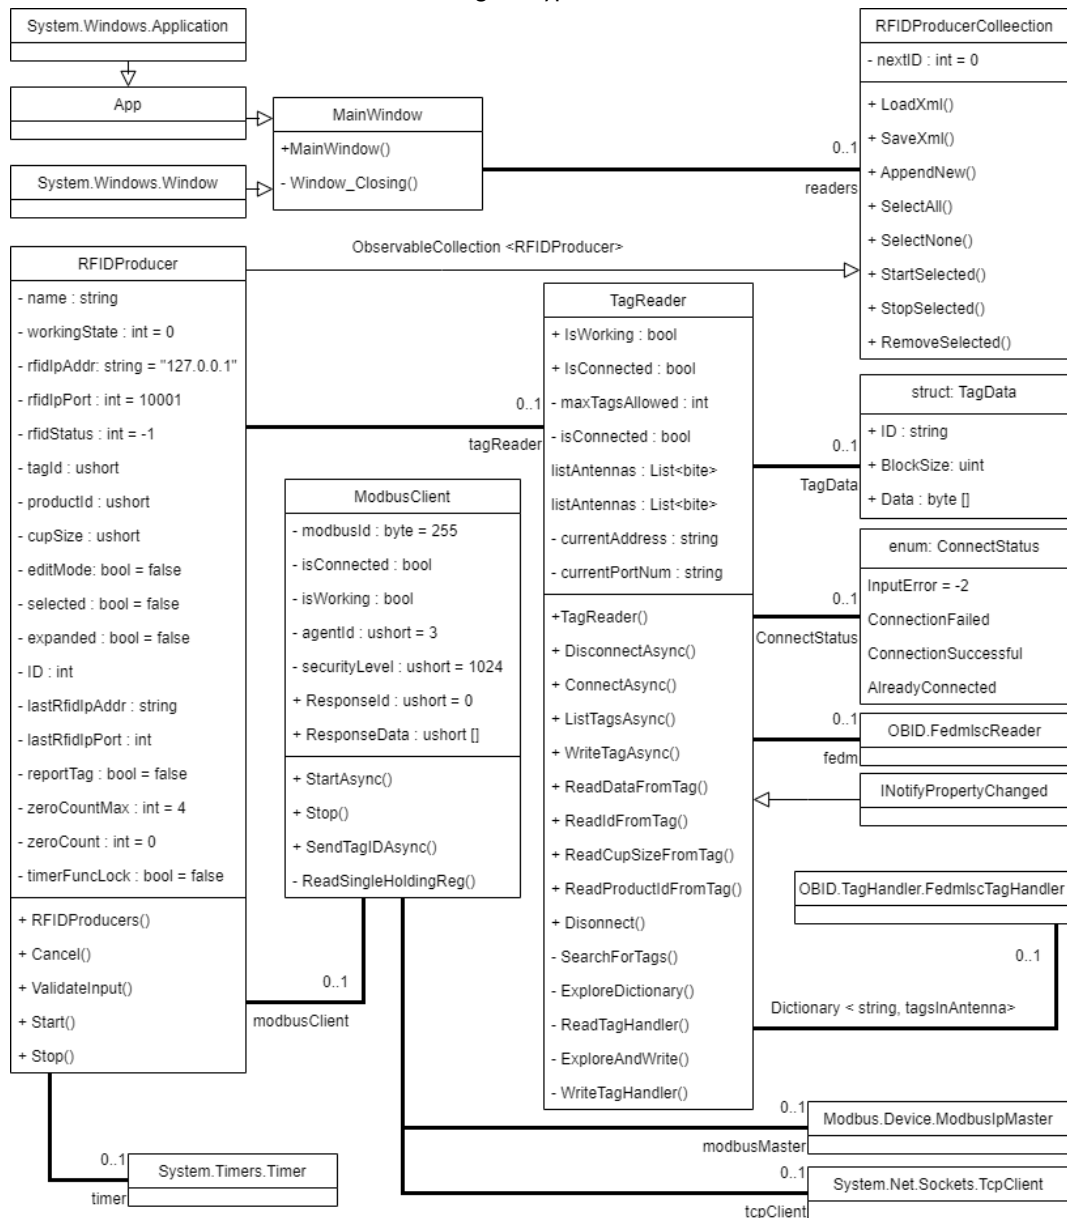 System.Windows.Application
App
System.Windows.Window
MainWindow
+MainWindow()
- Window_Closing()
0..1
readers
RFIDProducerColleection
- nextID : int = 0
+ LoadXml()
+ SaveXml()
+ AppendNew()
+ SelectAll()
+ SelectNone()
+ StartSelected()
+ StopSelected()
+ RemoveSelected()
ObservableCollection <RFIDProducer>
RFIDProducer
- name : string
- workingState : int = 0
- rfidIpAddr: string = "127.0.0.1"
- rfidIpPort : int = 10001
- rfidStatus : int = -1
- tagId : ushort
- productId : ushort
- cupSize : ushort
- editMode: bool = false
- selected : bool = false
- expanded : bool = false
- ID : int
- lastRfidIpAddr : string
- lastRfidIpPort : int
- reportTag : bool = false
- zeroCountMax : int = 4
- zeroCount : int = 0
- timerFuncLock : bool = false
+ RFIDProducers()
+ Cancel()
+ ValidateInput()
+ Start()
+ Stop()
0..1
tagReader
ModbusClient
- modbusId : byte = 255
- isConnected : bool
- isWorking : bool
- agentId : ushort = 3
- securityLevel : ushort = 1024
+ ResponseId : ushort = 0
+ ResponseData : ushort []
+ StartAsync()
+ Stop()
+ SendTagIDAsync()
- ReadSingleHoldingReg()
0..1
modbusClient
TagReader
+ IsWorking : bool
+ IsConnected : bool
- maxTagsAllowed : int
- isConnected : bool
listAntennas : List<bite>
listAntennas : List<bite>
- currentAddress : string
- currentPortNum : string
+TagReader()
+ DisconnectAsync()
+ ConnectAsync()
+ ListTagsAsync()
+ WriteTagAsync()
+ ReadDataFromTag()
+ ReadIdFromTag()
+ ReadCupSizeFromTag()
+ ReadProductIdFromTag()
+ Disonnect()
- SearchForTags()
- ExploreDictionary()
- ReadTagHandler()
- ExploreAndWrite()
- WriteTagHandler()
0..1
TagData
struct: TagData
+ ID : string
+ BlockSize: uint
+ Data : byte []
0..1
ConnectStatus
enum: ConnectStatus
InputError = -2
ConnectionFailed
ConnectionSuccessful
AlreadyConnected
0..1
fedm
OBID.FedmIscReader
INotifyPropertyChanged
OBID.TagHandler.FedmIscTagHandler
0..1
Dictionary < string, tagsInAntenna>
0..1
modbusMaster
Modbus.Device.ModbusIpMaster
0..1
tcpClient
System.Net.Sockets.TcpClient
0..1
timer
System.Timers.Timer